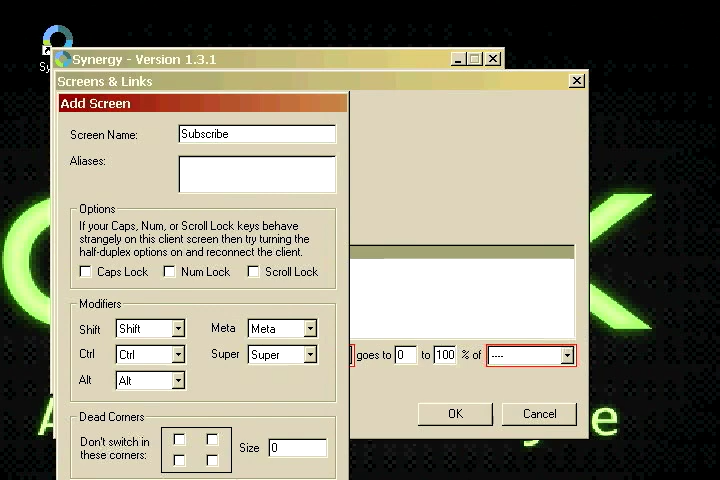 Sy
Synergy - Version 1.3.1
Screens & Links
Add Screen
Screen Name:
Subscribe
Aliases:
Options
If your Caps, Num, or Scroll Lock keys behave
strangely on this client screen then try turning the
half-duplex options on and reconnect the client.
Caps Lock Num Lock Scroll Lock
Modifiers
Shift Shift Meta Meta
Ctrl Ctrl Super Super
Alt Alt
goes to 0 to 100 % of ----
OK Cancel
Dead Corners
Don't switch in
these corners:
Size 0